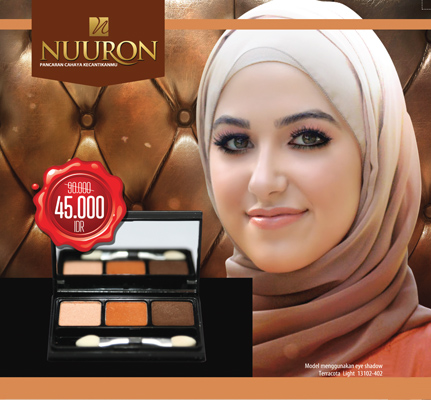 NUURON
PANCARAN CAHAYA KECANTIKANMU
90.000
45.000
IDR
Model menggunakan eye shadow
Terracota Light 13102-402